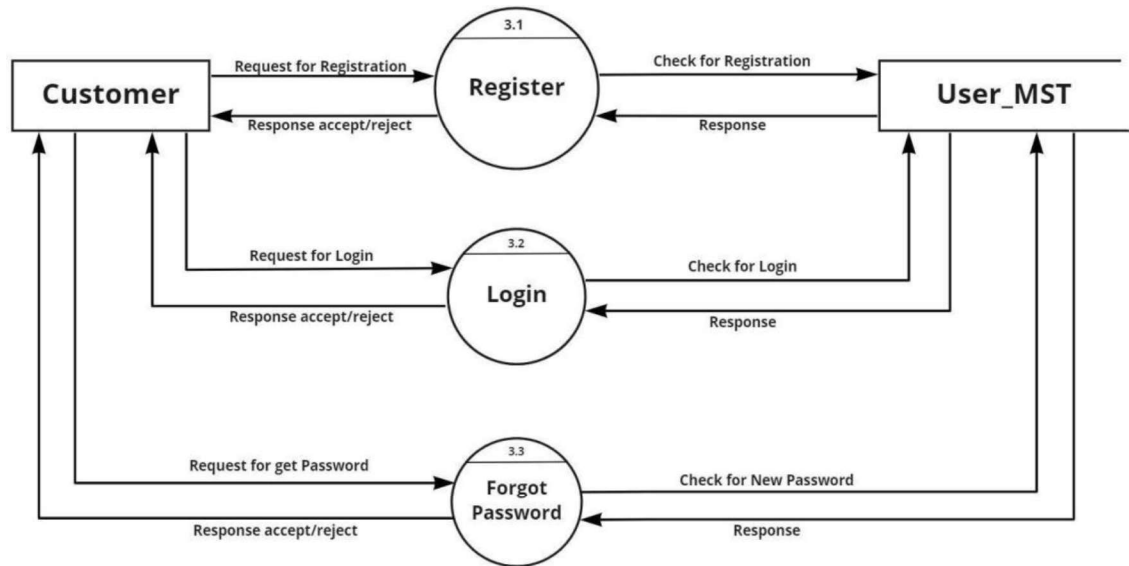 3.1
Request for Registration
Check for Registration
Customer
Register
User_MST
Response accept/reject
Response
3.2
Request for Login
Check for Login
Login
Response accept/reject
Response
3.3
Request for get Password
Check for New Password
Forgot
Password
Response accept/reject
Response